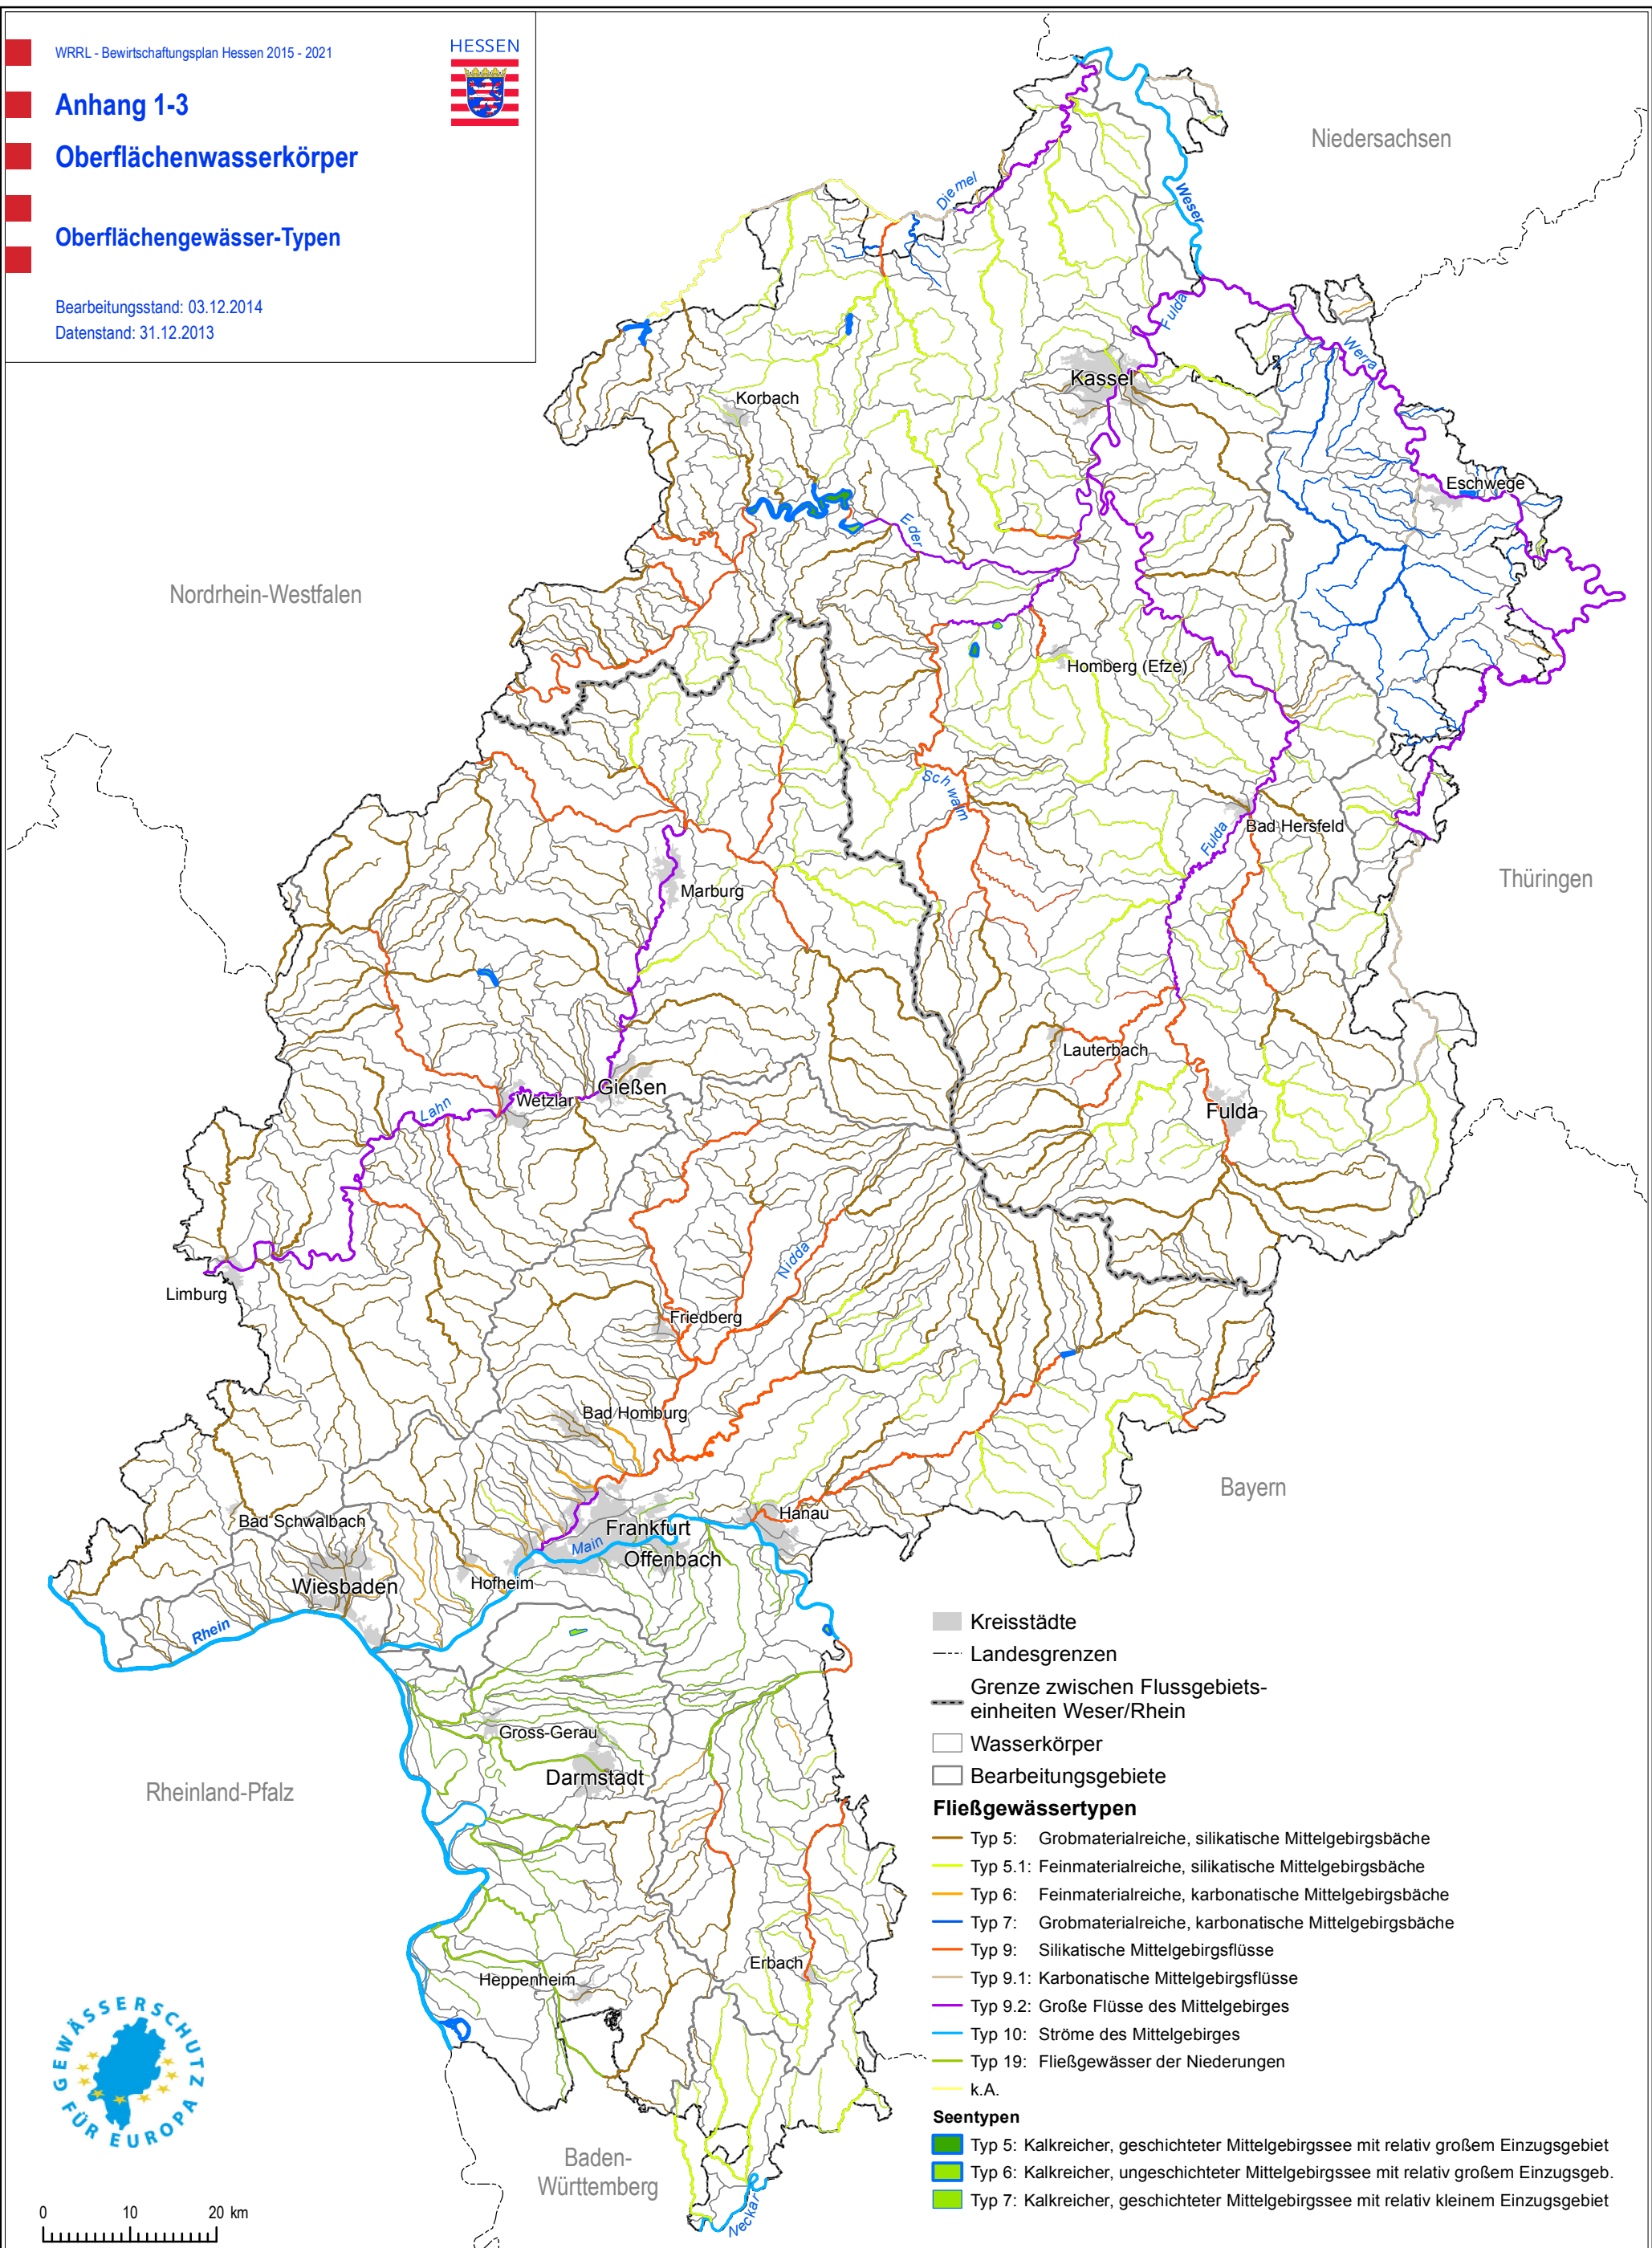 WRRL - Bewirtschaftungsplan Hessen 2015 - 2021
HESSEN
Anhang 1-3
Oberflächenwasserkörper
Oberflächengewässer-Typen
Bearbeitungsstand: 03.12.2014
Datenstand: 31.12.2013
Niedersachsen
Diemel
Weser
Fulda
Werra
Kassel
Korbach
Eschwege
Eder
Nordrhein-Westfalen
Homberg (Efze)
Schwalm
Bad Hersfeld
Fulda
Thüringen
Marburg
Lauterbach
Gießen
Wetzlar
Lahn
Fulda
Nidda
Limburg
Friedberg
Bad Homburg
Bayern
Hanau
Bad Schwalbach
Frankfurt
Main
Offenbach
Hofheim
Wiesbaden
Rhein
Gross-Gerau
Darmstadt
Rheinland-Pfalz
Erbach
Heppenheim
Baden-
Württemberg
Neckar
Kreisstädte
Landesgrenzen
Grenze zwischen Flussgebiets-
einheiten Weser/Rhein
Wasserkörper
Bearbeitungsgebiete
Fließgewässertypen
Typ 5: Grobmaterialreiche, silikatische Mittelgebirgsbäche
Typ 5.1: Feinmaterialreiche, silikatische Mittelgebirgsbäche
Typ 6: Feinmaterialreiche, karbonatische Mittelgebirgsbäche
Typ 7: Grobmaterialreiche, karbonatische Mittelgebirgsbäche
Typ 9: Silikatische Mittelgebirgsflüsse
Typ 9.1: Karbonatische Mittelgebirgsflüsse
Typ 9.2: Große Flüsse des Mittelgebirges
Typ 10: Ströme des Mittelgebirges
Typ 19: Fließgewässer der Niederungen
k.A.
Seentypen
Typ 5: Kalkreicher, geschichteter Mittelgebirgssee mit relativ großem Einzugsgebiet
Typ 6: Kalkreicher, ungeschichteter Mittelgebirgssee mit relativ großem Einzugsgeb.
Typ 7: Kalkreicher, geschichteter Mittelgebirgssee mit relativ kleinem Einzugsgebiet
GEWÄSSERSCHUTZ
FÜR EUROPA
0 10 20 km